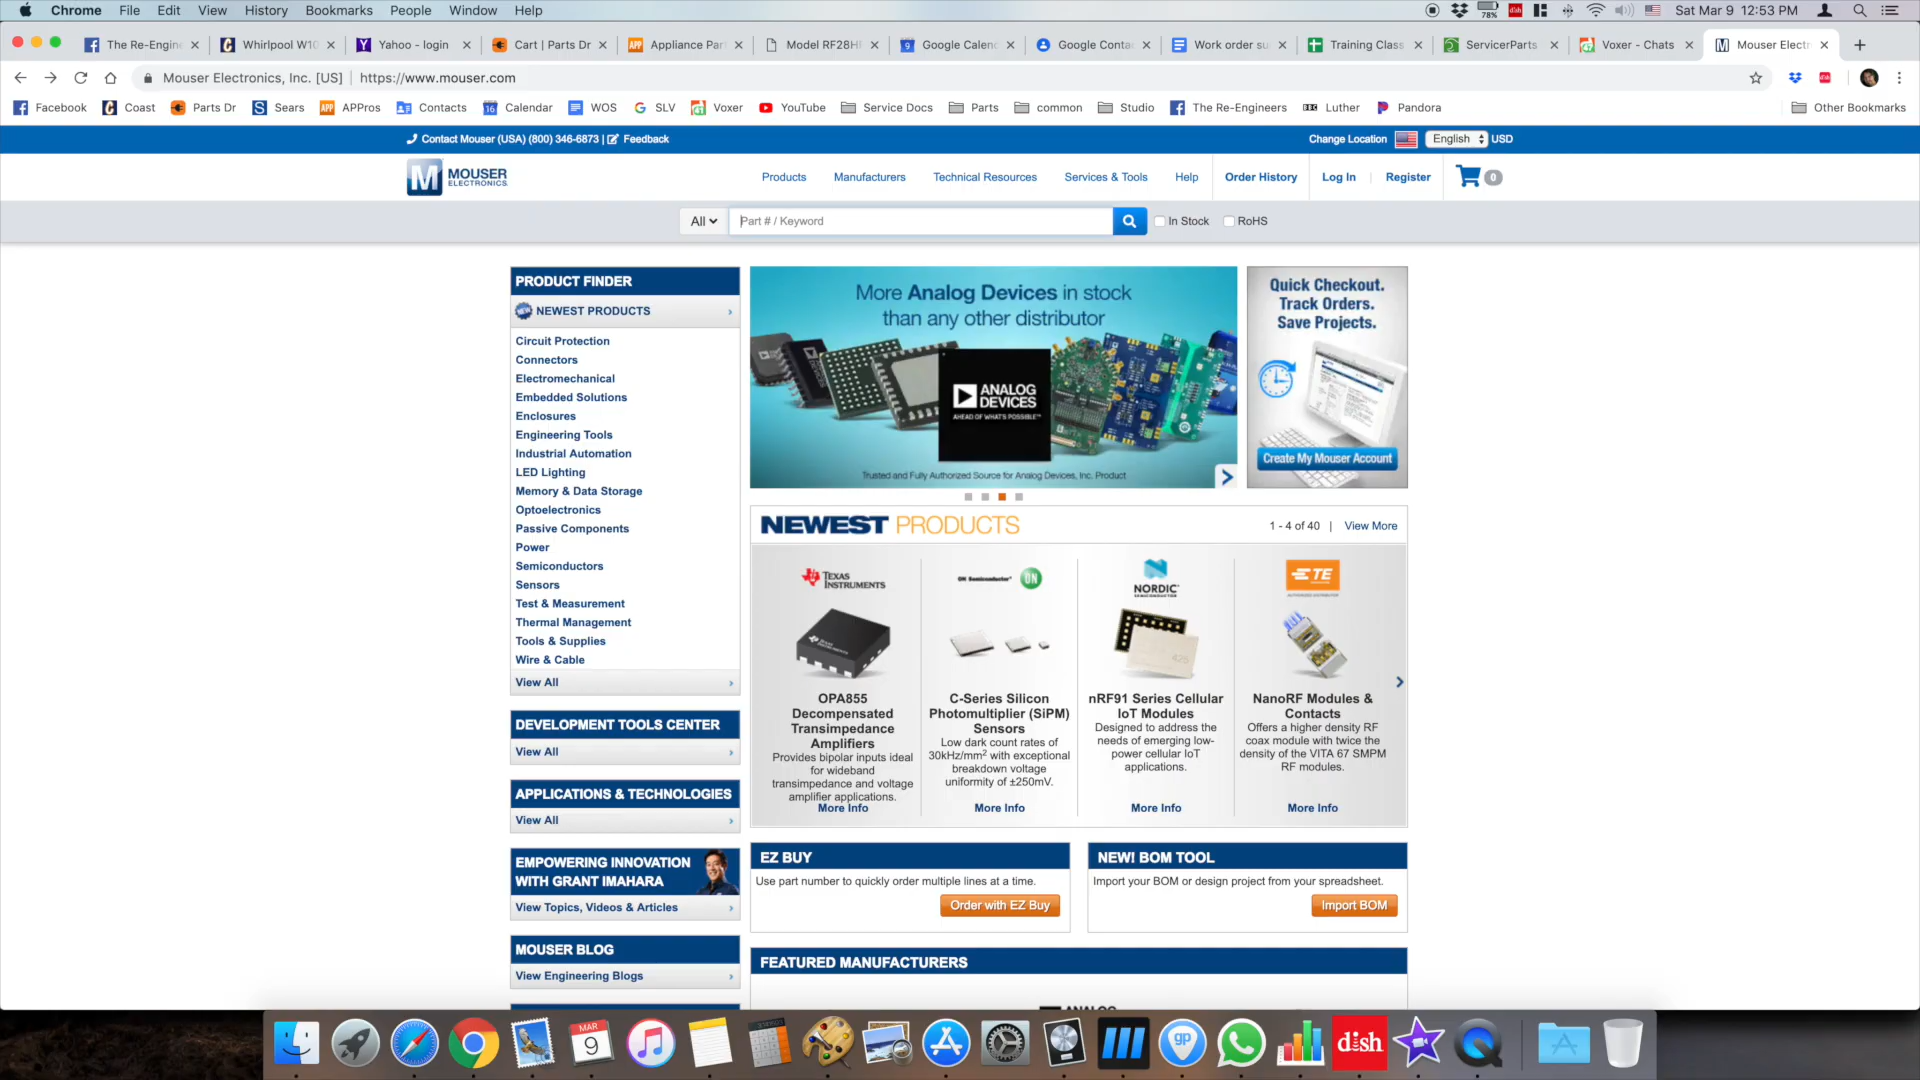 Chrome File Edit View History Bookmarks People Window Help
78% dish Sat Mar 9 12:53 PM
The Re-Engine
Whirlpool W10
Yahoo - login
Cart | Parts Dr
APP Appliance Par
Model RF28H
9 Google Calen
Google Conta
Work order su
Training Class
ServicerParts
Voxer - Chats
Mouser Electr
Mouser Electronics, Inc. [US] | https://www.mouser.com
Facebook Coast Parts Dr Sears APPros Contacts Calendar WOS SLV Voxer YouTube Service Docs Parts common Studio The Re-Engineers Luther Pandora Other Bookmarks
Contact Mouser (USA) (800) 346-6873 | Feedback
Change Location English USD
M MOUSER
ELECTRONICS
Products Manufacturers Technical Resources Services & Tools Help Order History Log In | Register 0
All Part # / Keyword In Stock RoHS
PRODUCT FINDER
NEW NEWEST PRODUCTS
Circuit Protection
Connectors
Electromechanical
Embedded Solutions
Enclosures
Engineering Tools
Industrial Automation
LED Lighting
Memory & Data Storage
Optoelectronics
Passive Components
Power
Semiconductors
Sensors
Test & Measurement
Thermal Management
Tools & Supplies
Wire & Cable
View All
DEVELOPMENT TOOLS CENTER
View All
APPLICATIONS & TECHNOLOGIES
View All
EMPOWERING INNOVATION
WITH GRANT IMAHARA
View Topics, Videos & Articles
MOUSER BLOG
View Engineering Blogs
More Analog Devices in stock
than any other distributor
ANALOG
DEVICES
AHEAD OF WHAT'S POSSIBLE™
Trusted and Fully Authorized Source for Analog Devices, Inc. Product
Quick Checkout.
Track Orders.
Save Projects.
Create My Mouser Account
NEWEST PRODUCTS
1 - 4 of 40 | View More
TEXAS
INSTRUMENTS
OPA855
Decompensated
Transimpedance
Amplifiers
Provides bipolar inputs ideal
for wideband
transimpedance and voltage
amplifier applications.
More Info
ON Semiconductor ON
C-Series Silicon
Photomultiplier (SiPM)
Sensors
Low dark count rates of
30kHz/mm2 with exceptional
breakdown voltage
uniformity of ±250mV.
More Info
NORDIC
SEMICONDUCTOR
nRF91 Series Cellular
IoT Modules
Designed to address the
needs of emerging low-
power cellular IoT
applications.
More Info
TE
NanoRF Modules &
Contacts
Offers a higher density RF
coax module with twice the
density of the VITA 67 SMPM
RF modules.
More Info
EZ BUY
Use part number to quickly order multiple lines at a time.
Order with EZ Buy
NEW! BOM TOOL
Import your BOM or design project from your spreadsheet.
Import BOM
FEATURED MANUFACTURERS
MAR
9
gp
dish